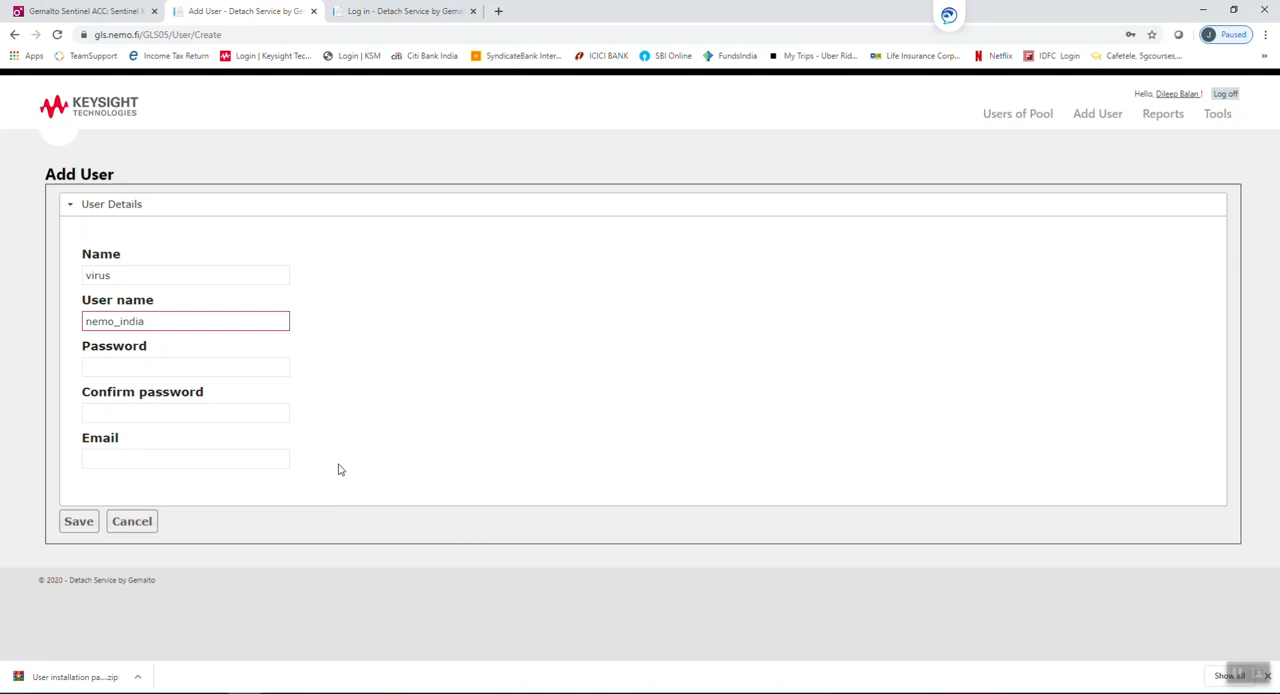 Gemalto Sentinel ACC: Sentinel K
Add User - Detach Service by Ge
Log in - Detach Service by Gema
gls.nemo.fi/GLS05/User/Create
J Paused
Apps TeamSupport Income Tax Return Login | Keysight Tec... Login | KSM citi Citi Bank India SyndicateBank Inter... ICICI BANK SBI Online FundsIndia My Trips - Uber Rid... Life Insurance Corp... Netflix IDFC Login Cafetele, Sgcourses,... »
KEYSIGHT
TECHNOLOGIES
Hello, Dileep Balan ! Log off
Users of Pool Add User Reports Tools
Add User
User Details
Name
virus
User name
nemo_india
Password
Confirm password
Email
Save Cancel
© 2020 - Detach Service by Gemalto
User installation pa....zip
Show all